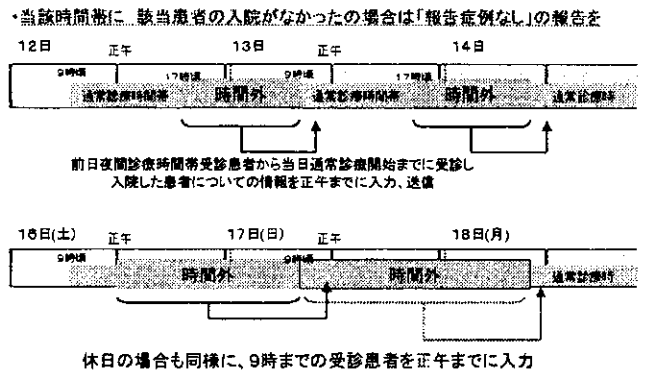 ・当該時間帯に 該当患者の入院がなかったの場合は「報告症例なし」の報告を
12日 正午 13日 正午 14日
9時頃 17時頃 9時頃 17時頃
通常診療時間帯 時間外 通常診療時間帯 時間外 通常診療時
前日夜間診療時間帯受診患者から当日通常診療開始までに受診し
入院した患者についての情報を正午までに入力、送信
16日(土) 正午 17日(日) 正午 18日(月)
9時頃 9時頃
時間外 時間外 通常診療時
休日の場合も同様に、9時までの受診患者を正午までに入力